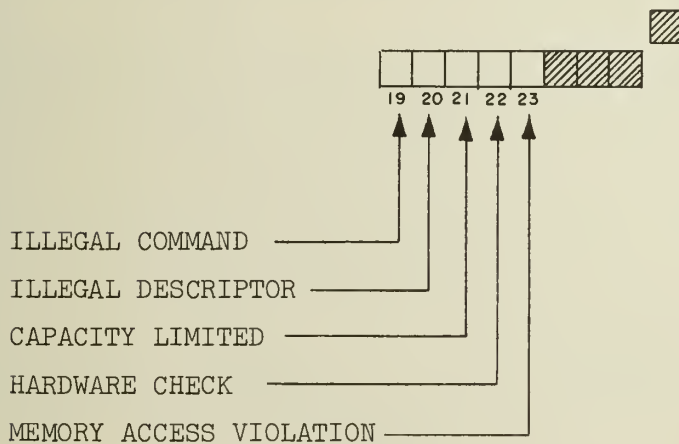 19 20 21 22 23
ILLEGAL COMMAND
ILLEGAL DESCRIPTOR
CAPACITY LIMITED
HARDWARE CHECK
MEMORY ACCESS VIOLATION